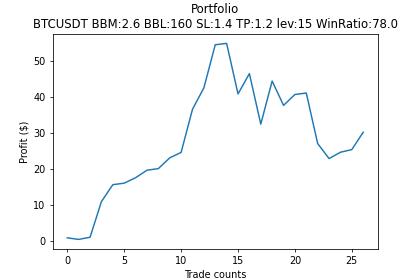 Portfolio
BTCUSDT BBM:2.6 BBL:160 SL:1.4 TP:1.2 lev:15 WinRatio:78.0
50
40
30
20
10
0
Profit ($)
0 5 10 15 20 25
Trade counts